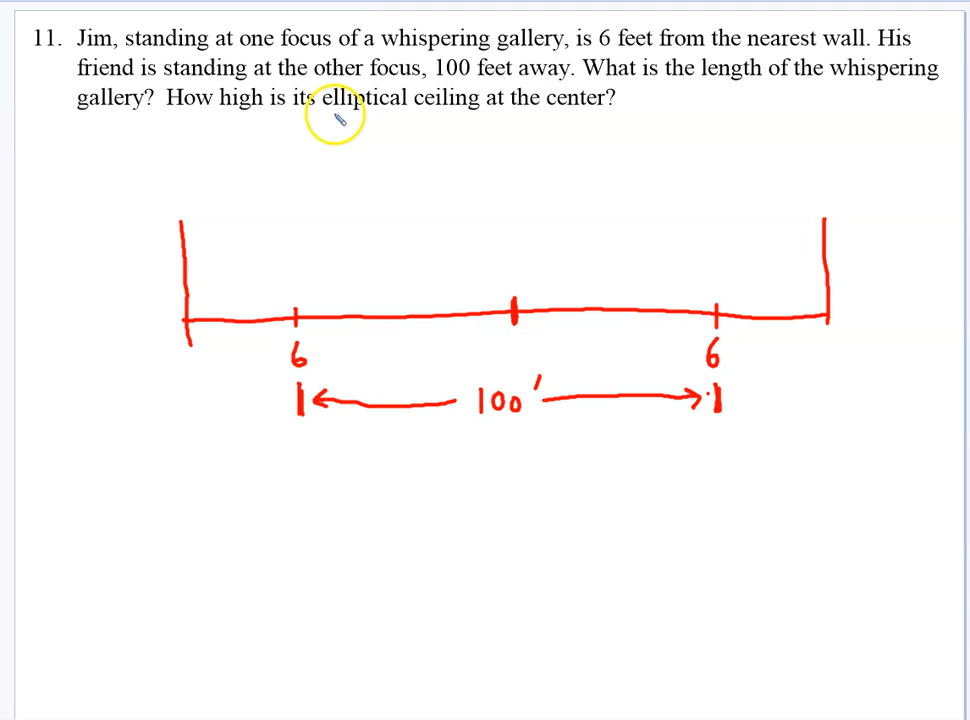 11. Jim, standing at one focus of a whispering gallery, is 6 feet from the nearest wall. His
friend is standing at the other focus, 100 feet away. What is the length of the whispering
gallery? How high is its elliptical ceiling at the center?
6 6
100'